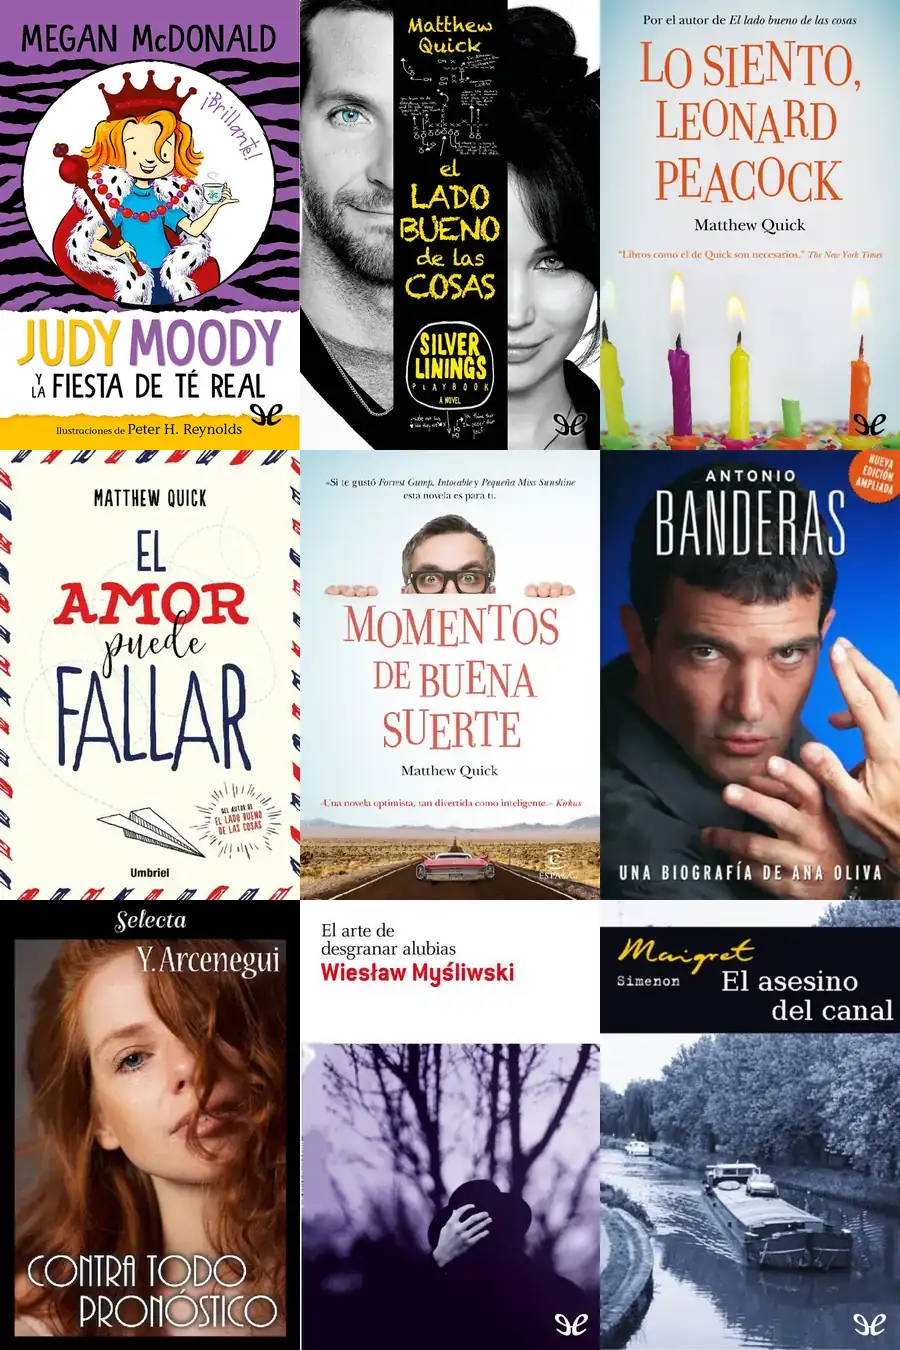 MEGAN McDONALD
¡Brillante!
JUDY MOODY
Y LA FIESTA DE TÉ REAL
Ilustraciones de Peter H. Reynolds
Matthew
Quick
el
LADO
BUENO
de las
COSAS
SILVER
LININGS
PLAYBOOK
A NOVEL
Por el autor de El lado bueno de las cosas
LO SIENTO,
LEONARD
PEACOCK
Matthew Quick
“Libros como el de Quick son necesarios.” The New York Times
MATTHEW QUICK
EL
AMOR
puede
FALLAR
DEL AUTOR DE
EL LADO BUENO
DE LAS COSAS
Umbriel
«Si te gustó Forrest Gump, Intocable y Pequeña Miss Sunshine
esta novela es para ti.
MOMENTOS
DE BUENA
SUERTE
Matthew Quick
«Una novela optimista, tan divertida como inteligente.» Kirkus
ESPASA
NUEVA
EDICIÓN
AMPLIADA
ANTONIO
BANDERAS
UNA BIOGRAFÍA DE ANA OLIVA
Selecta
Y. Arcenegui
CONTRA TODO
PRONÓSTICO
El arte de
desgranar alubias
Wiesław Myśliwski
Maigret
Simenon
El asesino
del canal